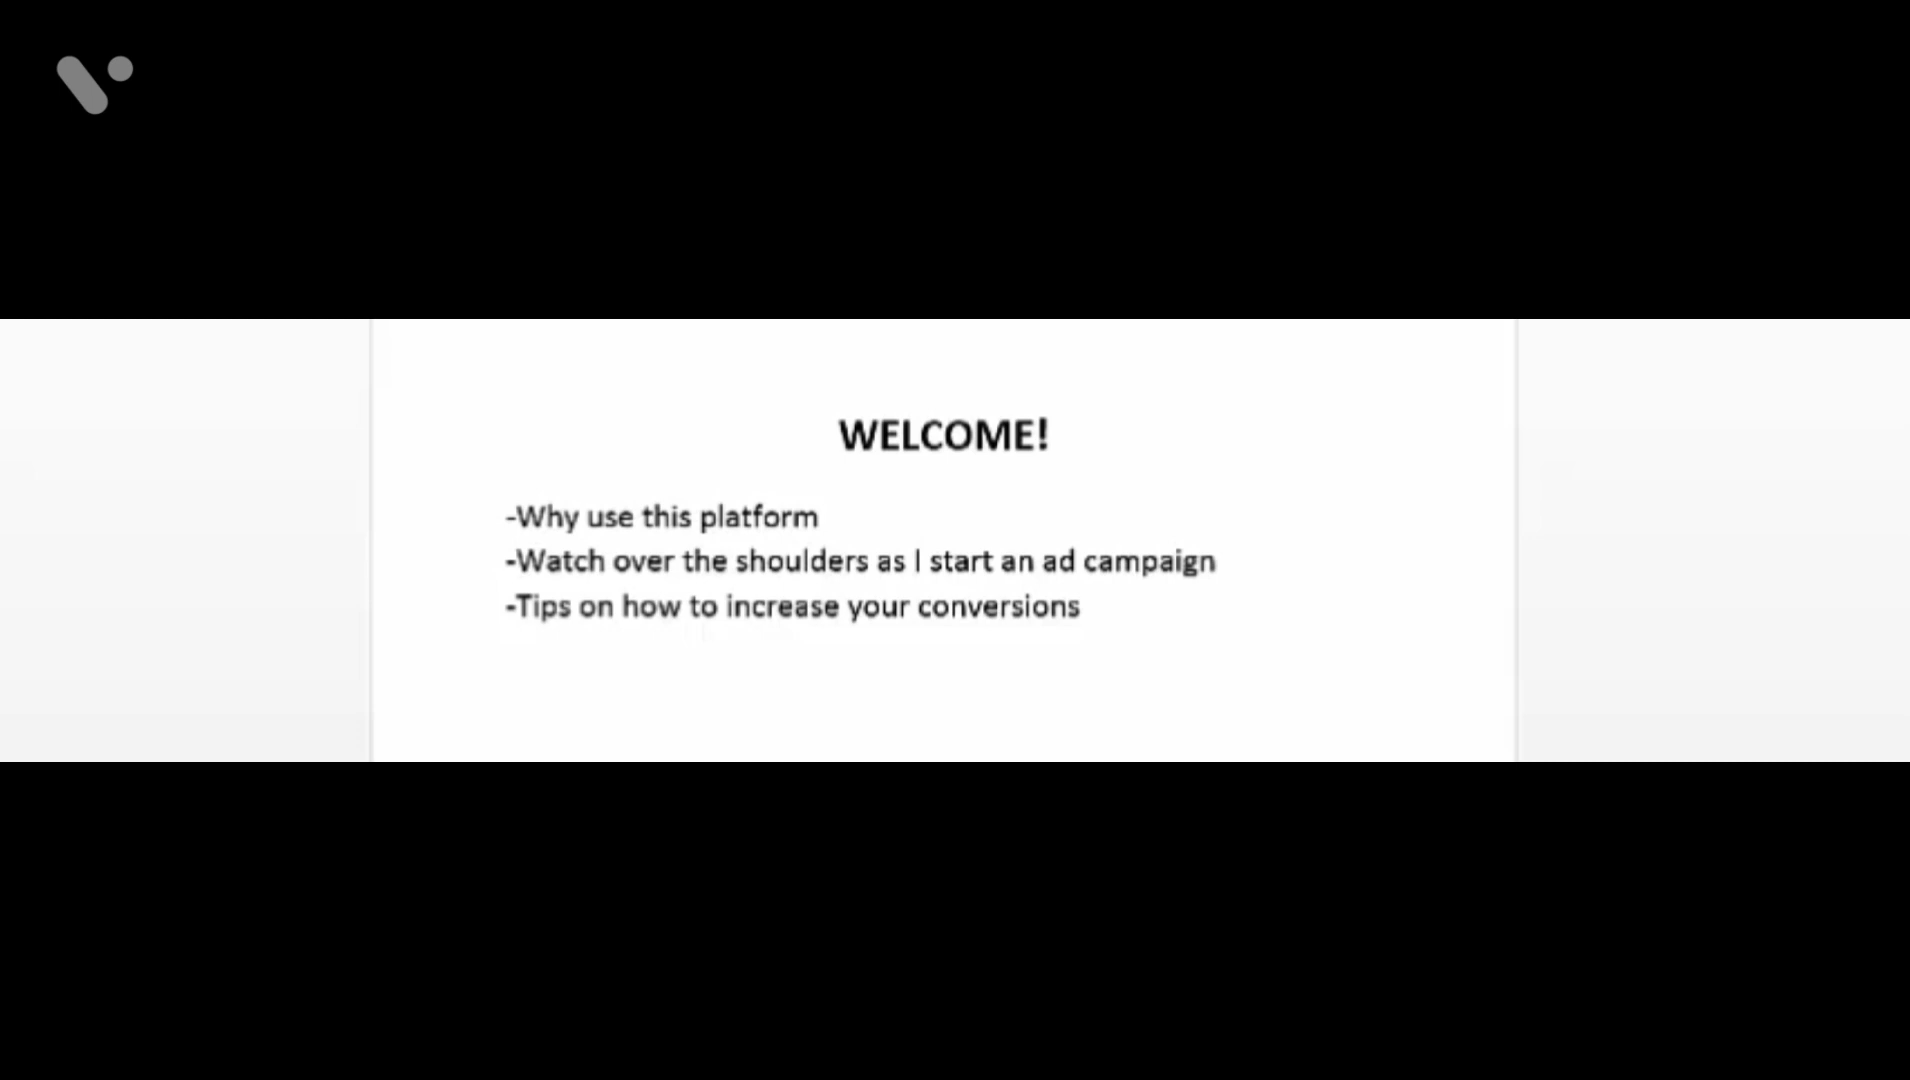 WELCOME!
-Why use this platform
-Watch over the shoulders as I start an ad campaign
-Tips on how to increase your conversions